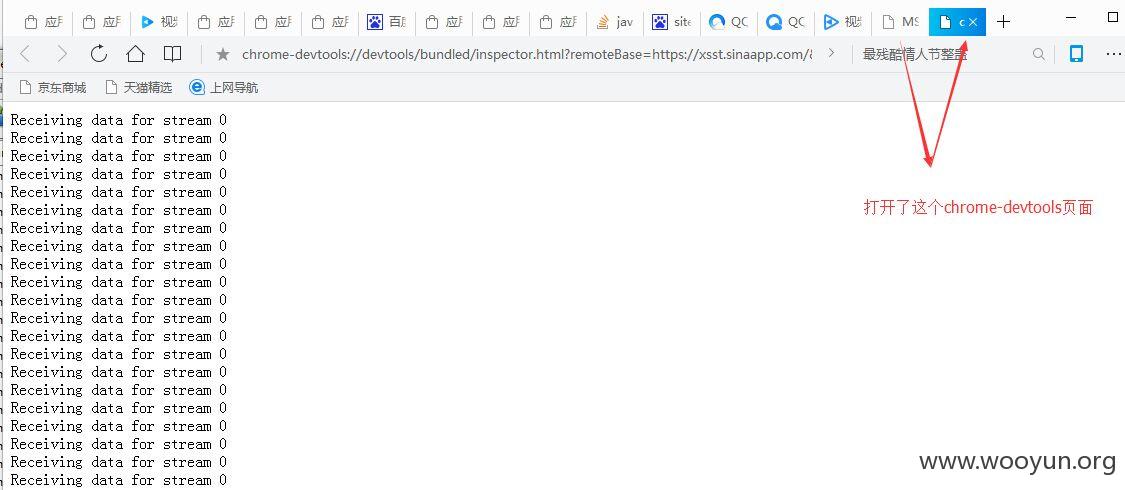 应 应 视 应 应 应 百 应 应 应 jav site QQ QQ 视 MS c
chrome-devtools://devtools/bundled/inspector.html?remoteBase=https://xsst.sinaapp.com/
最残酷情人节整蛊
京东商城 天猫精选 上网导航
Receiving data for stream 0
Receiving data for stream 0
Receiving data for stream 0
Receiving data for stream 0
Receiving data for stream 0
Receiving data for stream 0
Receiving data for stream 0
Receiving data for stream 0
打开了这个chrome-devtools页面
Receiving data for stream 0
Receiving data for stream 0
Receiving data for stream 0
Receiving data for stream 0
Receiving data for stream 0
Receiving data for stream 0
Receiving data for stream 0
Receiving data for stream 0
Receiving data for stream 0
Receiving data for stream 0
Receiving data for stream 0
Receiving data for stream 0
Receiving data for stream 0
www.wooyun.org